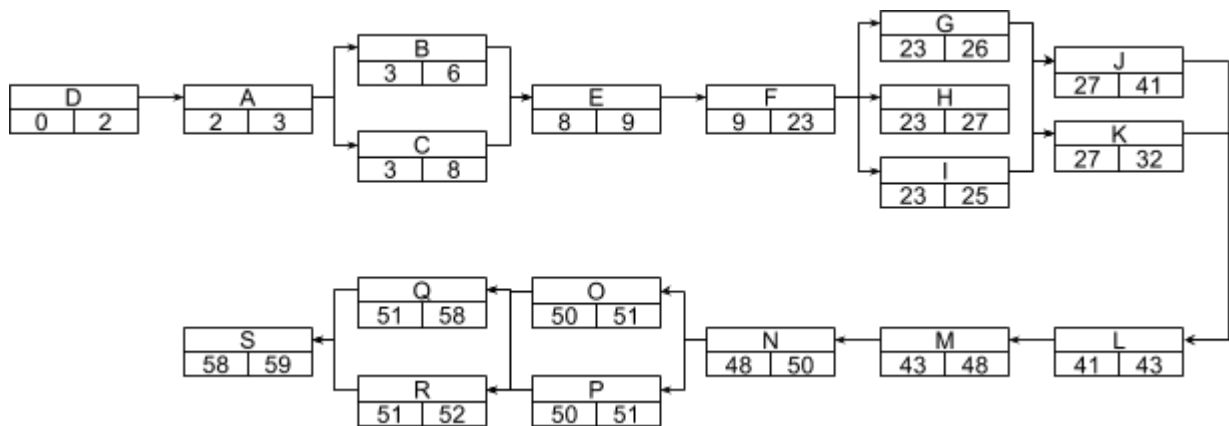 D
0 2
A
2 3
B
3 6
C
3 8
E
8 9
F
9 23
G
23 26
H
23 27
I
23 25
J
27 41
K
27 32
L
41 43
M
43 48
N
48 50
O
50 51
P
50 51
Q
51 58
R
51 52
S
58 59